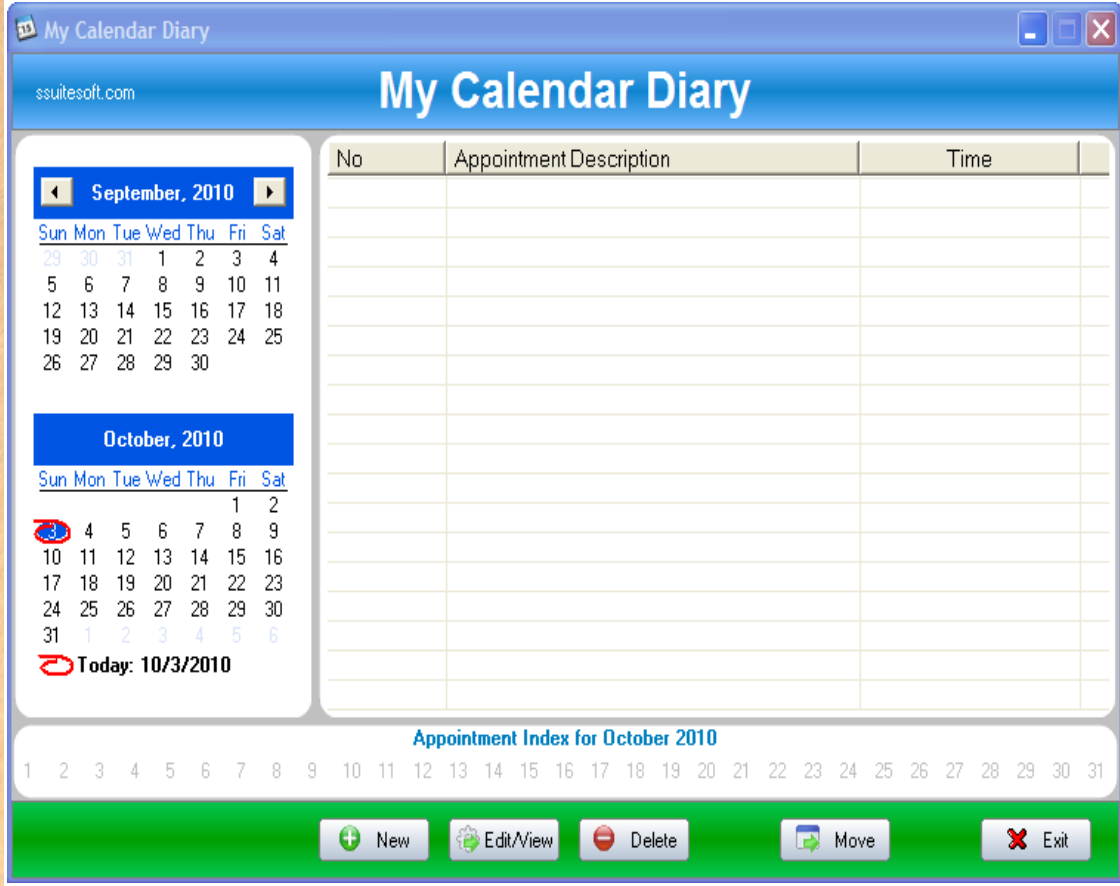 My Calendar Diary
ssuitesoft.com
My Calendar Diary
September, 2010
Sun Mon Tue Wed Thu Fri Sat
29 30 31 1 2 3 4
5 6 7 8 9 10 11
12 13 14 15 16 17 18
19 20 21 22 23 24 25
26 27 28 29 30
October, 2010
Sun Mon Tue Wed Thu Fri Sat
1 2
3 4 5 6 7 8 9
10 11 12 13 14 15 16
17 18 19 20 21 22 23
24 25 26 27 28 29 30
31 1 2 3 4 5 6
Today: 10/3/2010
No Appointment Description Time
Appointment Index for October 2010
1 2 3 4 5 6 7 8 9 10 11 12 13 14 15 16 17 18 19 20 21 22 23 24 25 26 27 28 29 30 31
New Edit/View Delete Move Exit